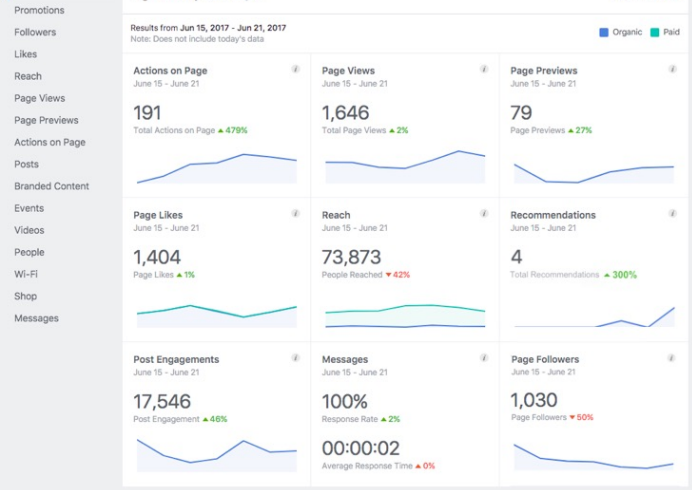 Promotions
Followers
Likes
Reach
Page Views
Page Previews
Actions on Page
Posts
Branded Content
Events
Videos
People
Wi-Fi
Shop
Messages
Results from Jun 15, 2017 - Jun 21, 2017
Note: Does not include today's data
Organic Paid
Actions on Page
June 15 - June 21
191
Total Actions on Page ▲ 479%
Page Views
June 15 - June 21
1,646
Total Page Views ▲ 2%
Page Previews
June 15 - June 21
79
Page Previews ▲ 27%
Page Likes
June 15 - June 21
1,404
Page Likes ▲ 1%
Reach
June 15 - June 21
73,873
People Reached ▼ 42%
Recommendations
June 15 - June 21
4
Total Recommendations ▲ 300%
Post Engagements
June 15 - June 21
17,546
Post Engagement ▲ 46%
Messages
June 15 - June 21
100%
Response Rate ▲ 2%
00:00:02
Average Response Time ▲ 0%
Page Followers
June 15 - June 21
1,030
Page Followers ▼ 50%